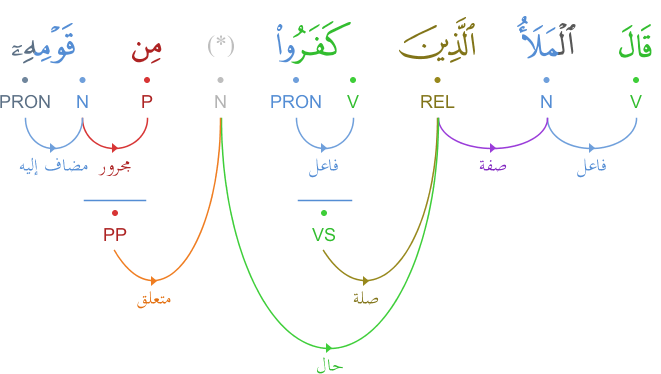 قَالَ ٱلْمَلَأُ ٱلَّذِينَ كَفَرُوا۟ (*) مِن قَوْمِهِۦٓ
V N REL V PRON N P N PRON
فاعل صفة فاعل مجرور مضاف إليه
VS PP
صلة متعلق
حال